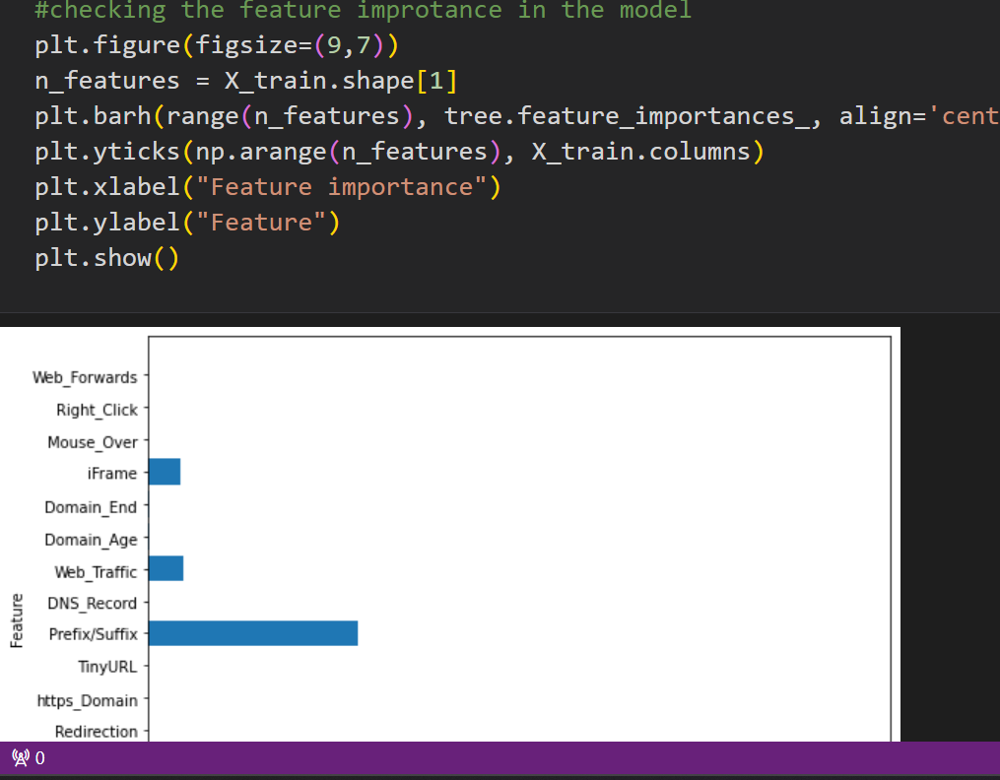 #checking the feature improtance in the model
plt.figure(figsize=(9,7))
n_features = X_train.shape[1]
plt.barh(range(n_features), tree.feature_importances_, align='cent
plt.yticks(np.arange(n_features), X_train.columns)
plt.xlabel("Feature importance")
plt.ylabel("Feature")
plt.show()
Web_Forwards
Right_Click
Mouse_Over
iFrame
Domain_End
Domain_Age
Web_Traffic
DNS_Record
Prefix/Suffix
TinyURL
https_Domain
Redirection
Feature
0